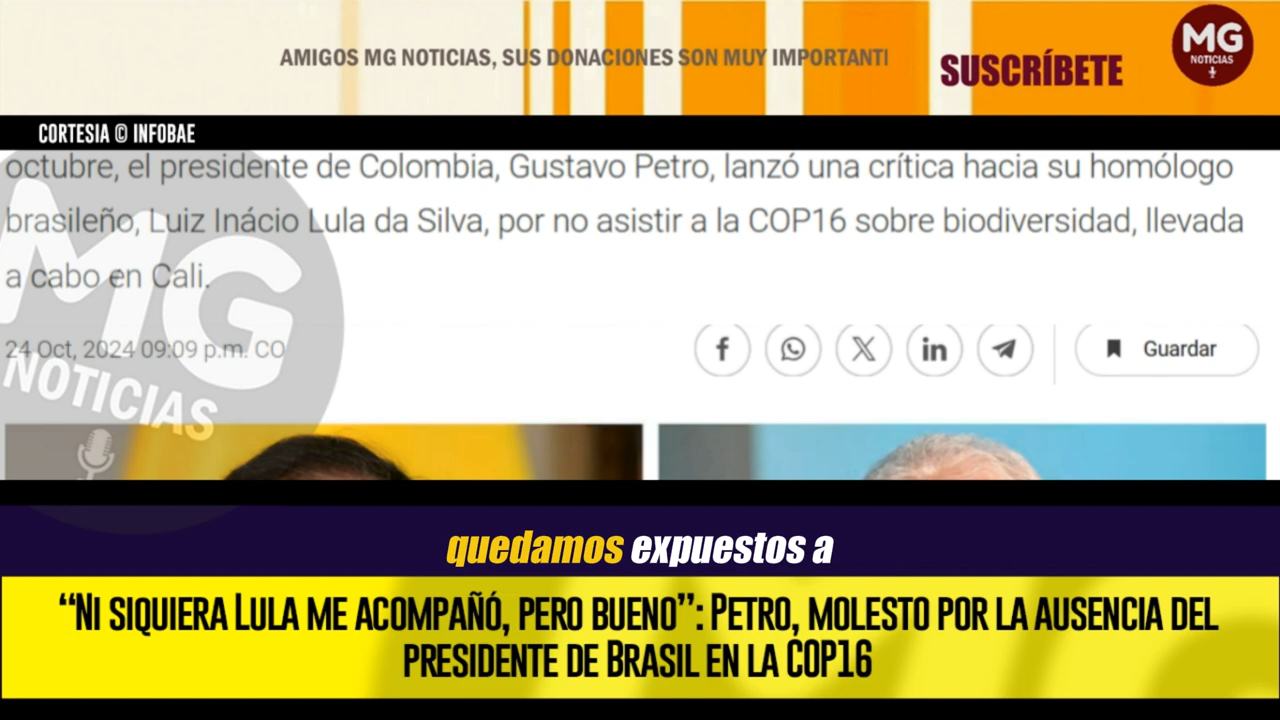 AMIGOS MG NOTICIAS, SUS DONACIONES SON MUY IMPORTANTI
SUSCRÍBETE
MG
NOTICIAS
CORTESIA © INFOBAE
octubre, el presidente de Colombia, Gustavo Petro, lanzó una crítica hacia su homólogo
brasileño, Luiz Inácio Lula da Silva, por no asistir a la COP16 sobre biodiversidad, llevada
a cabo en Cali.
24 Oct, 2024 09:09 p.m. CO
Guardar
MG
NOTICIAS
quedamos expuestos a
“NI SIQUIERA LULA ME ACOMPAÑÓ, PERO BUENO”: PETRO, MOLESTO POR LA AUSENCIA DEL
PRESIDENTE DE BRASIL EN LA COP16